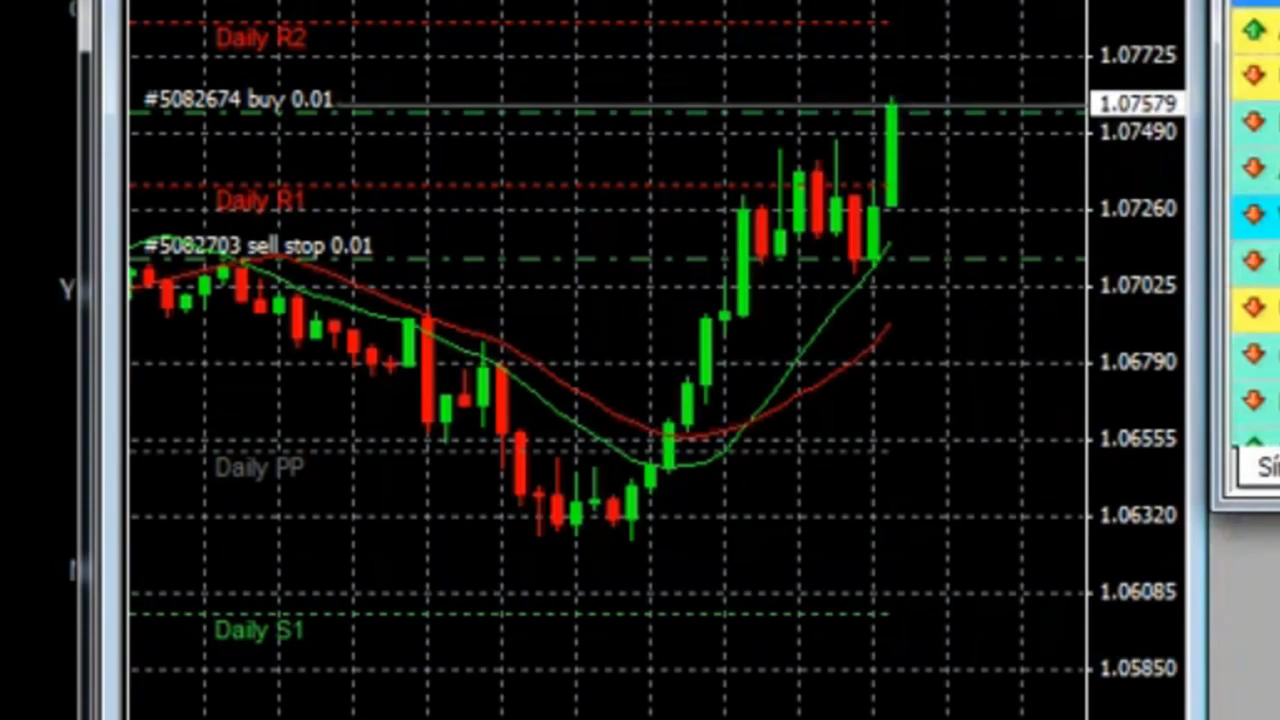 Daily R2
1.07725
#5082674 buy 0.01
1.07579
1.07490
Daily R1
1.07260
#5082703 sell stop 0.01
1.07025
1.06790
1.06555
Daily PP
1.06320
1.06085
Daily S1
1.05850